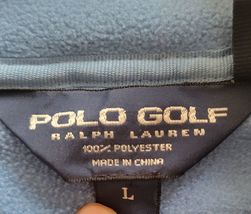 POLO GOLF
RALPH LAUREN
100% POLYESTER
MADE IN CHINA
L